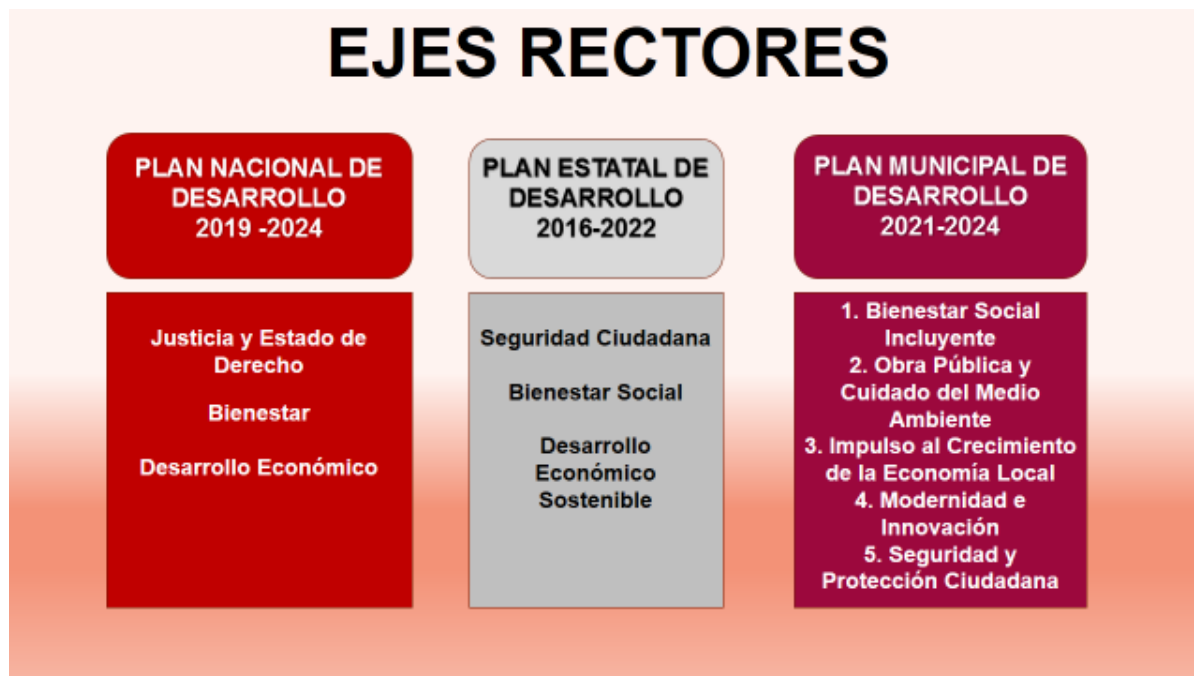 EJES RECTORES
PLAN NACIONAL DE
DESARROLLO
2019 -2024
Justicia y Estado de
Derecho
Bienestar
Desarrollo Económico
PLAN ESTATAL DE
DESARROLLO
2016-2022
Seguridad Ciudadana
Bienestar Social
Desarrollo
Económico
Sostenible
PLAN MUNICIPAL DE
DESARROLLO
2021-2024
1. Bienestar Social
Incluyente
2. Obra Pública y
Cuidado del Medio
Ambiente
3. Impulso al Crecimiento
de la Economía Local
4. Modernidad e
Innovación
5. Seguridad y
Protección Ciudadana